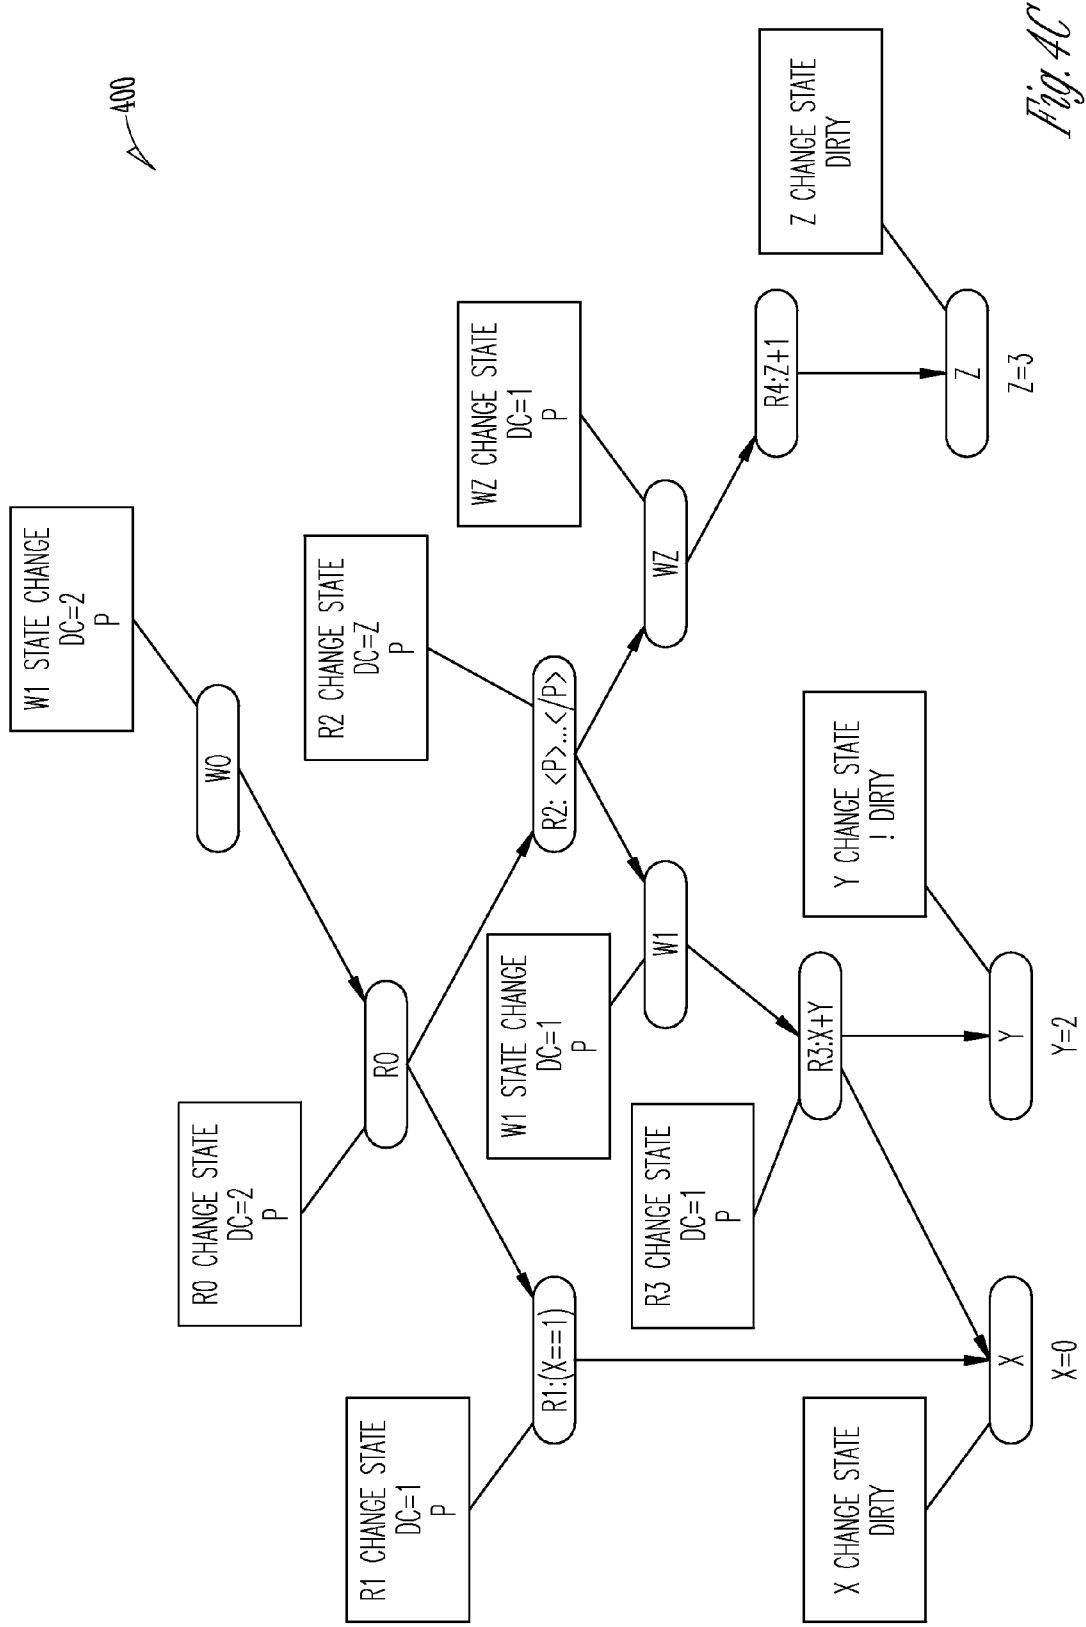 400
W1 STATE CHANGE
DC=2
P
W0
R0 CHANGE STATE
DC=2
P
R0
R2 CHANGE STATE
DC=Z
P
R1 CHANGE STATE
DC=1
P
R1:(X==1)
R2: <P>...</P>
WZ CHANGE STATE
DC=1
P
W1 STATE CHANGE
DC=1
P
W1
WZ
R3 CHANGE STATE
DC=1
P
R3:X+Y
R4:Z+1
X CHANGE STATE
DIRTY
Y CHANGE STATE
! DIRTY
Z CHANGE STATE
DIRTY
X
Y
Z
X=0
Y=2
Z=3
Fig. 4C